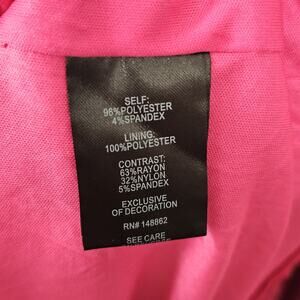 SELF:
96%POLYESTER
4%SPANDEX
LINING:
100%POLYESTER
CONTRAST:
63%RAYON
32%NYLON
5%SPANDEX
EXCLUSIVE
OF DECORATION
RN# 148862
SEE CARE